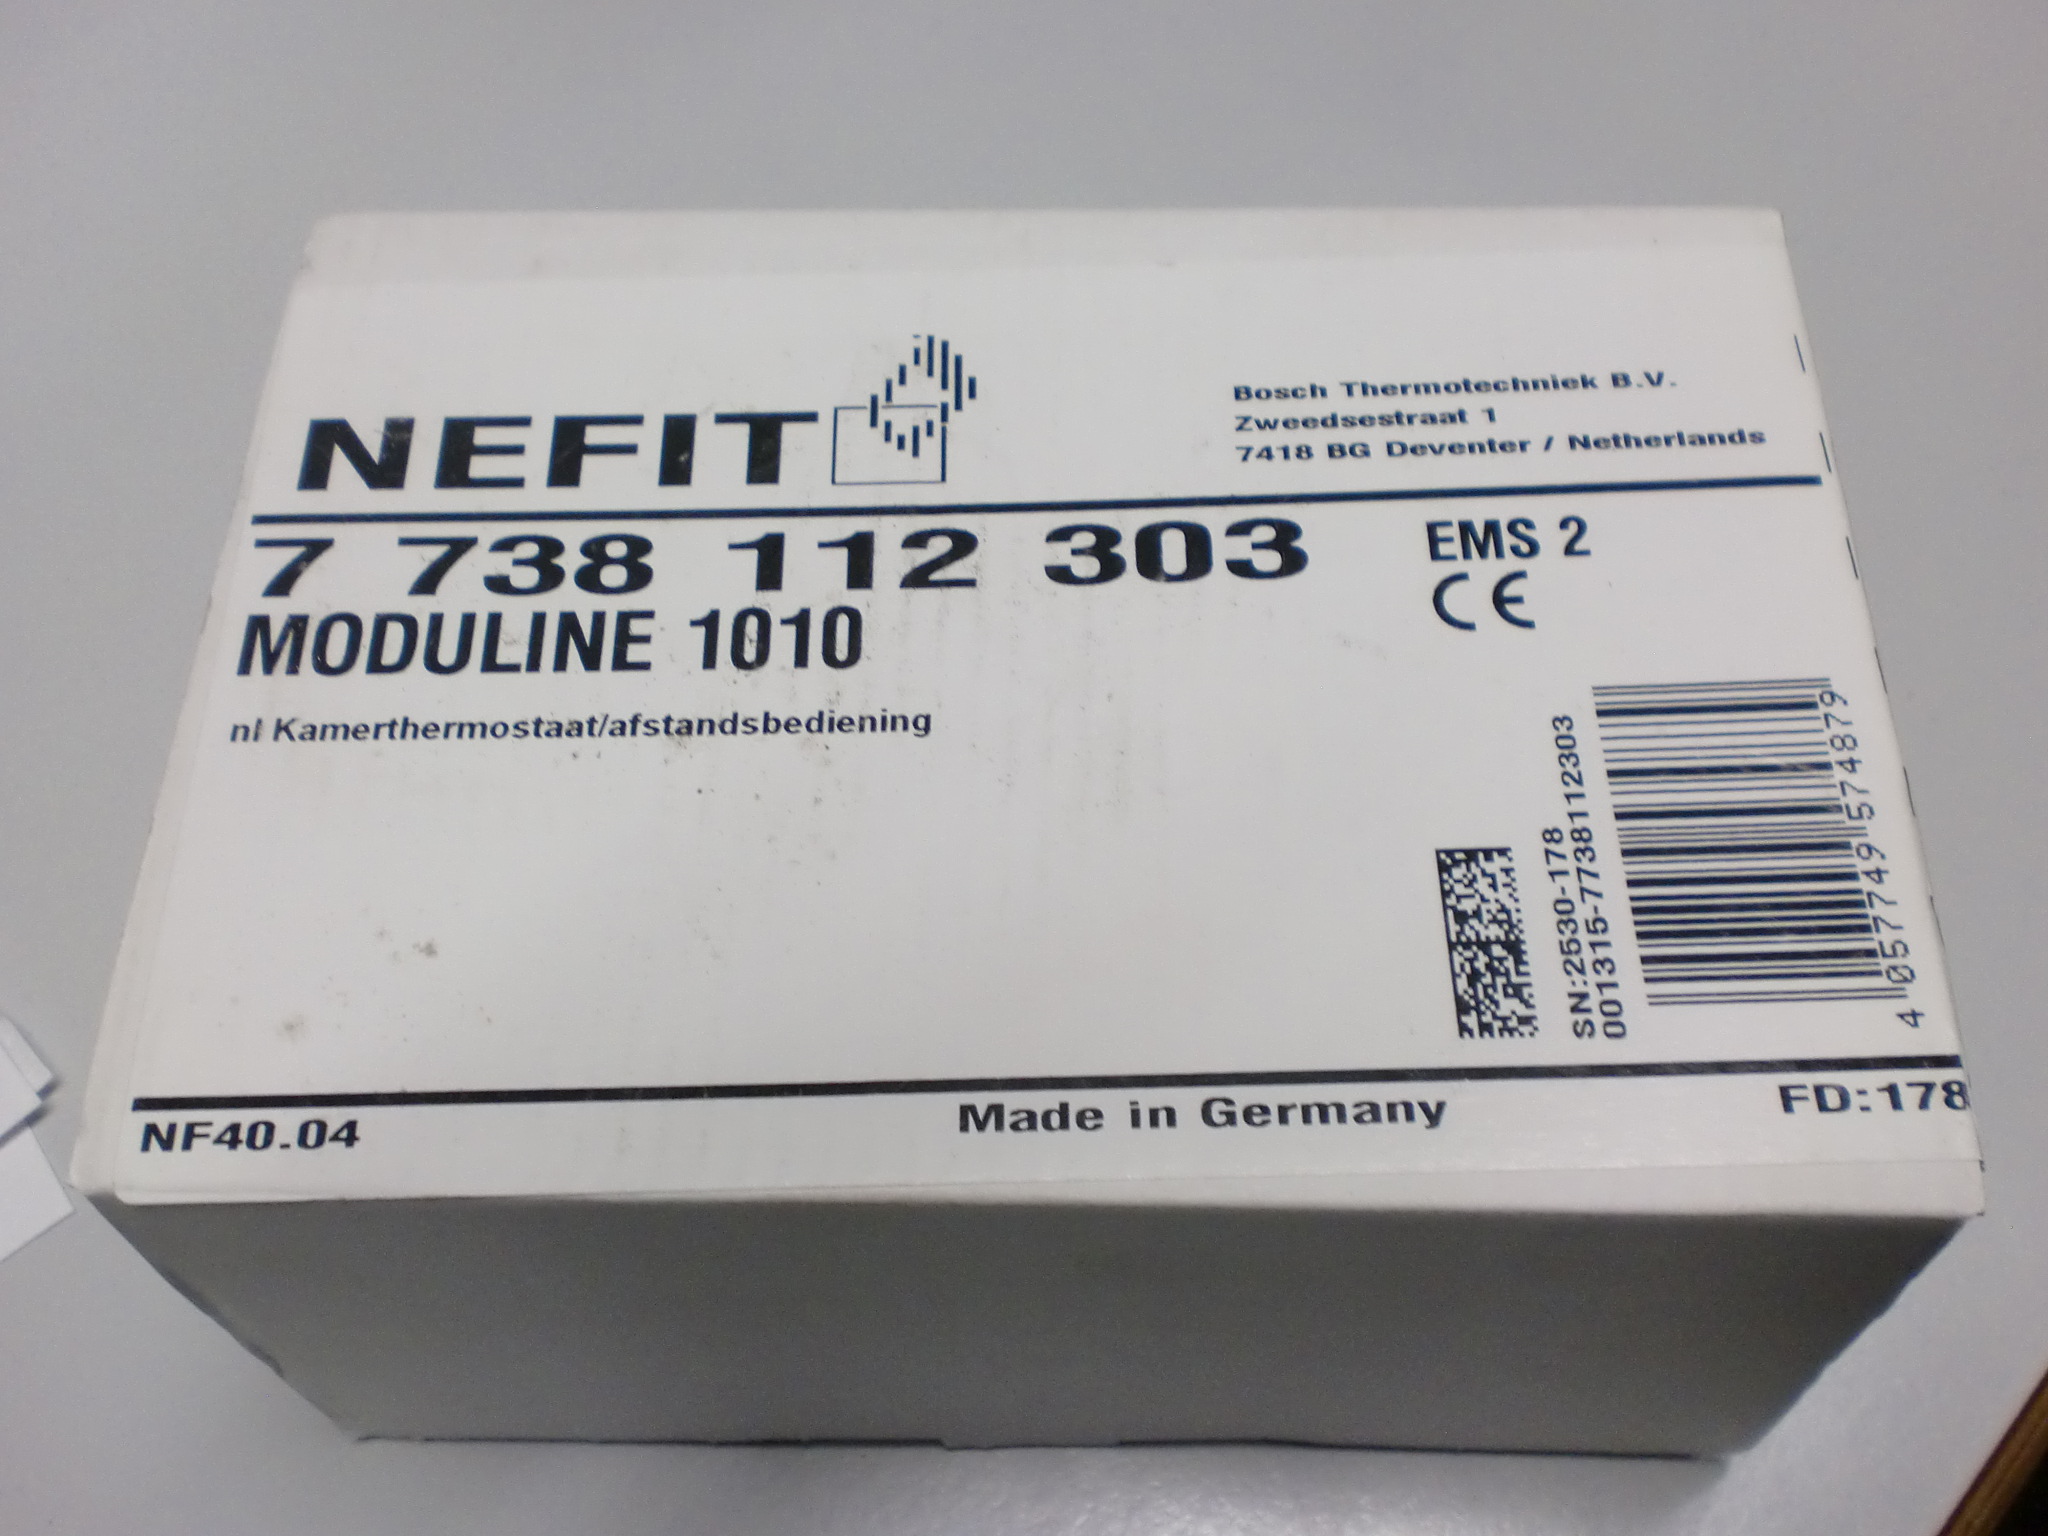 NEFIT
Bosch Thermotechniek B.V.
Zweedsestraat 1
7418 BG Deventer / Netherlands
7 738 112 303
EMS 2
MODULINE 1010
CE
nl Kamerthermostaat/afstandsbediening
SN:2530-178
001315-7738112303
4 057749 574879
NF40.04
Made in Germany
FD:178